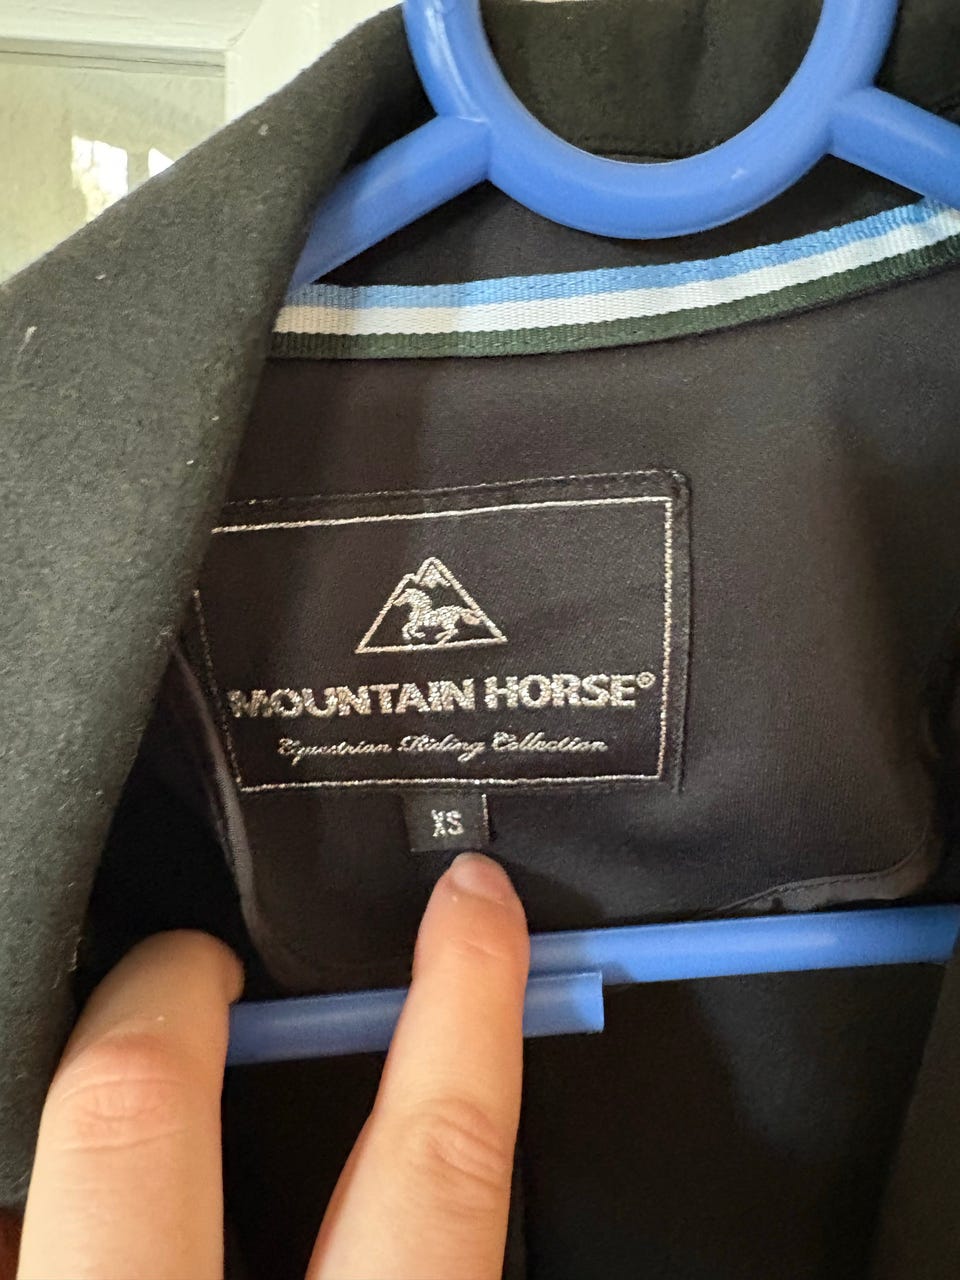 MOUNTAIN HORSE®
Equestrian Riding Collection
XS